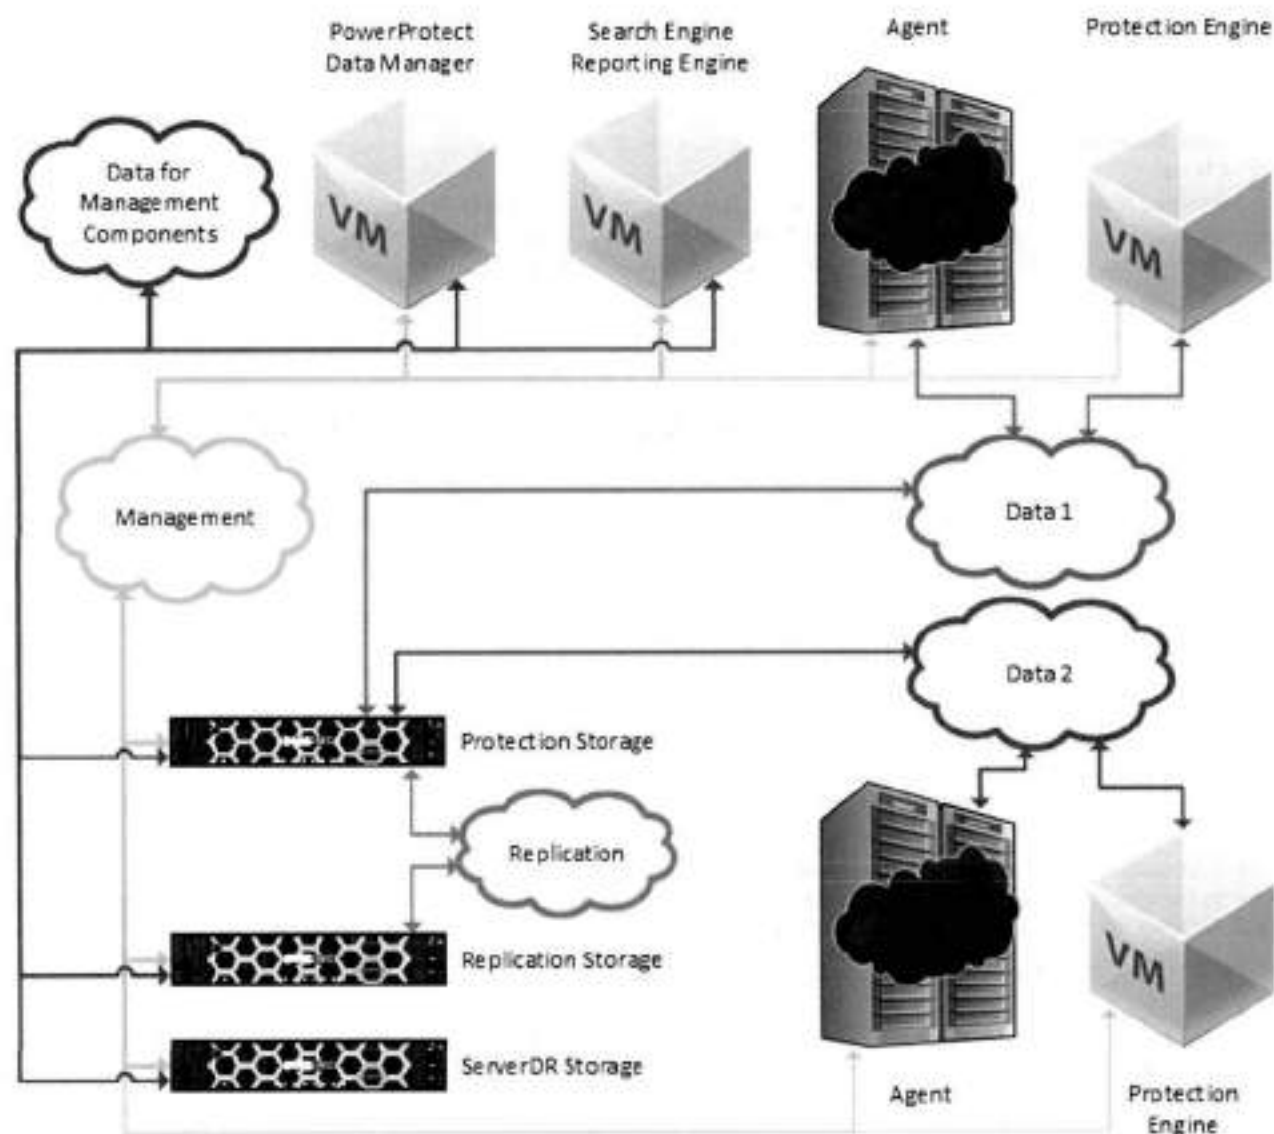 PowerProtect
Data Manager
Search Engine
Reporting Engine
Agent
Protection Engine
Data for
Management
Components
VM
VM
VM
Management
Data 1
Data 2
Protection Storage
Replication
Replication Storage
VM
ServerDR Storage
Agent
Protection
Engine